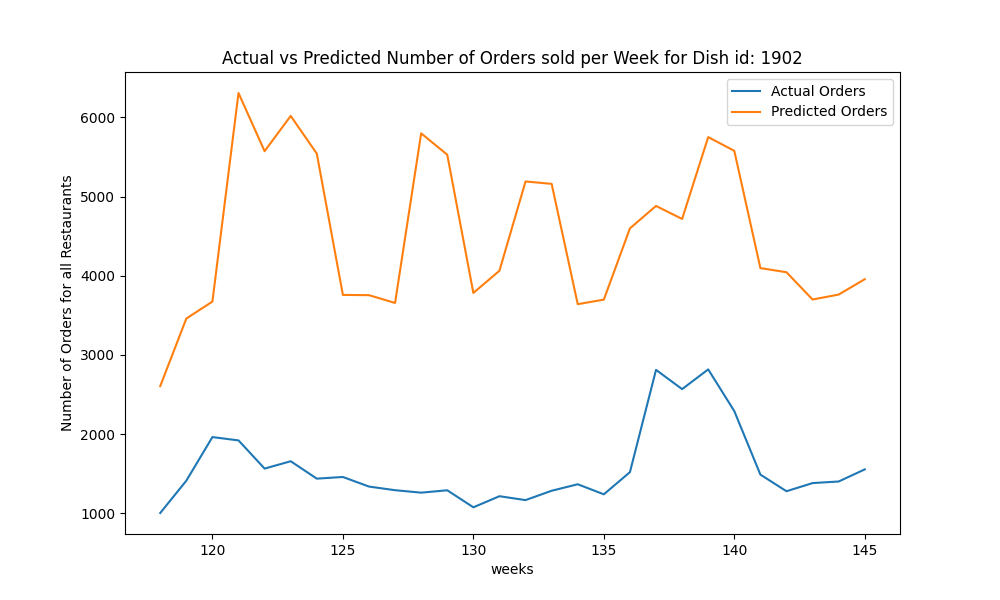 Actual vs Predicted Number of Orders sold per Week for Dish id: 1902
Actual Orders
Predicted Orders
Number of Orders for all Restaurants
6000
5000
4000
3000
2000
1000
120 125 130 135 140 145
weeks